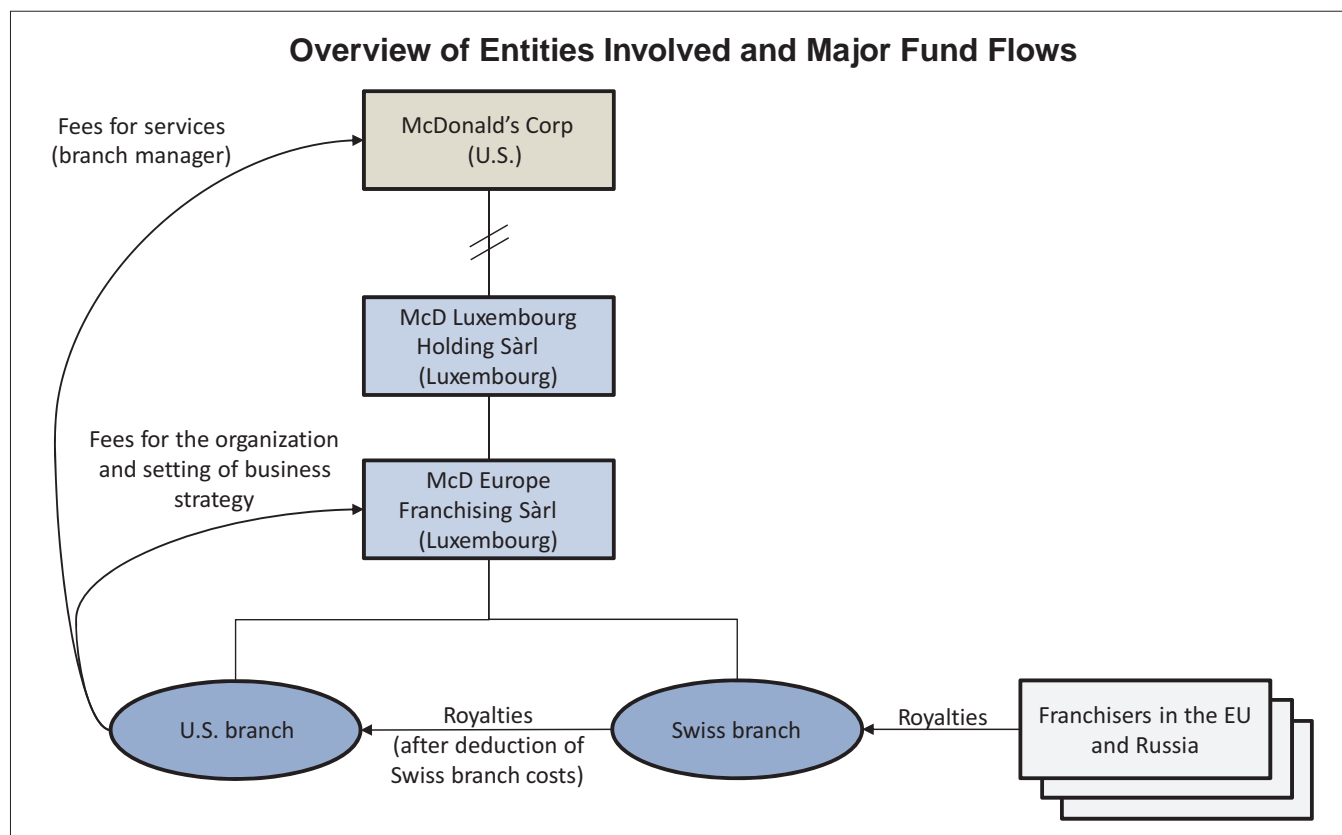 Overview of Entities Involved and Major Fund Flows
Fees for services
(branch manager)
McDonald's Corp
(U.S.)
McD Luxembourg
Holding Sàrl
(Luxembourg)
Fees for the organization
and setting of business
strategy
McD Europe
Franchising Sàrl
(Luxembourg)
U.S. branch
Royalties
(after deduction of
Swiss branch costs)
Swiss branch
Royalties
Franchisers in the EU
and Russia